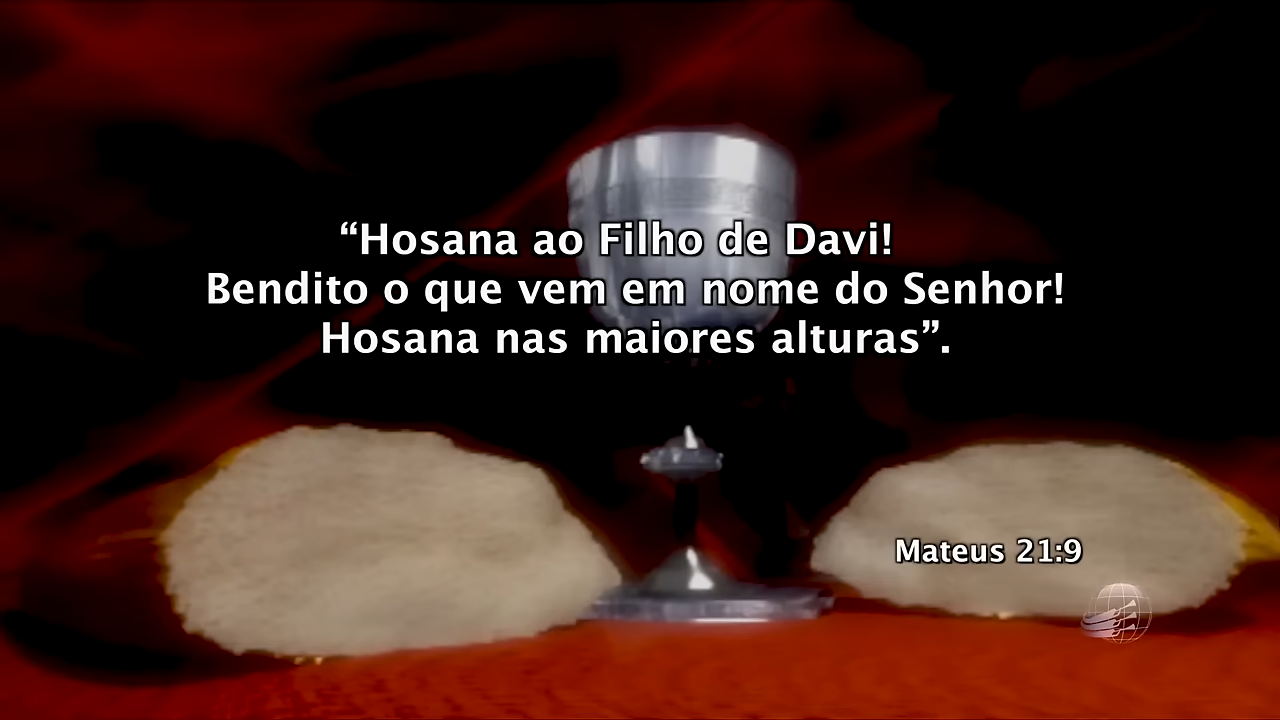 “Hosana ao Filho de Davi!
Bendito o que vem em nome do Senhor!
Hosana nas maiores alturas”.
Mateus 21:9